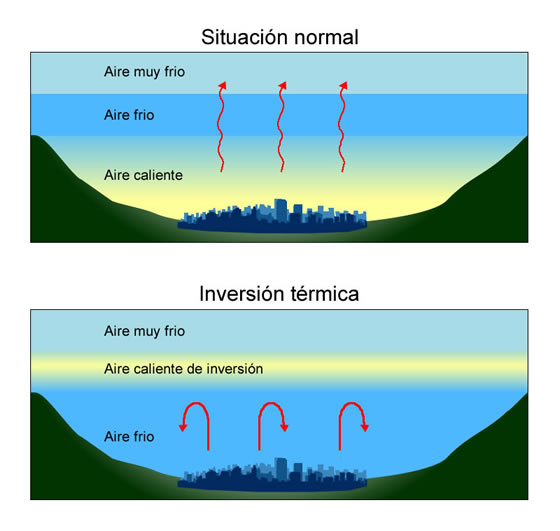 Situación normal
Aire muy frio
Aire frio
Aire caliente
Inversión térmica
Aire muy frio
Aire caliente de inversión
Aire frio